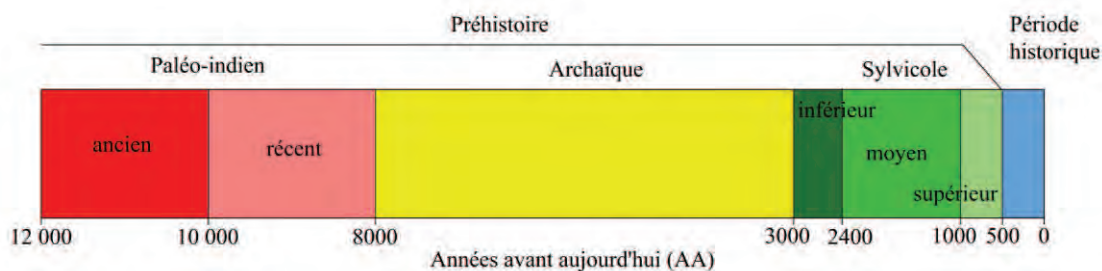 Préhistoire
Période
historique
Paléo-indien
Archaïque
Sylvicole
ancien
récent
inférieur
moyen
supérieur
12 000
10 000
8000
3000
2400
1000
500
0
Années avant aujourd'hui (AA)